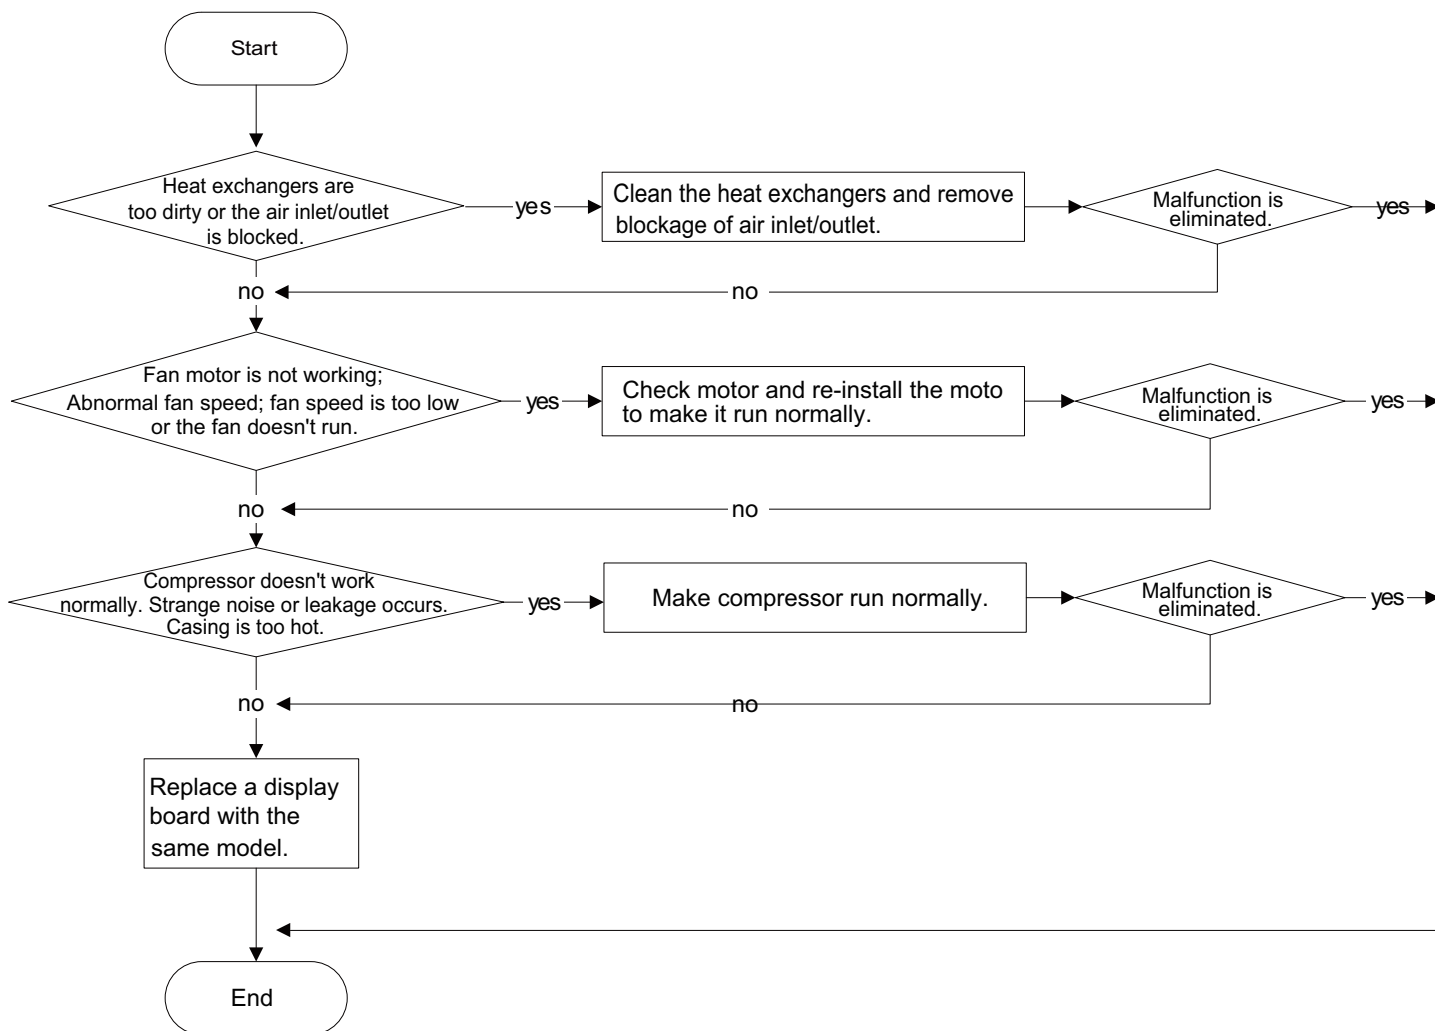 Start
Heat exchangers are
too dirty or the air inlet/outlet
is blocked.
yes
Clean the heat exchangers and remove
blockage of air inlet/outlet.
Malfunction is
eliminated.
yes
no
no
Fan motor is not working;
Abnormal fan speed; fan speed is too low
or the fan doesn't run.
yes
Check motor and re-install the moto
to make it run normally.
Malfunction is
eliminated.
yes
no
no
Compressor doesn't work
normally. Strange noise or leakage occurs.
Casing is too hot.
yes
Make compressor run normally.
Malfunction is
eliminated.
yes
no
no
Replace a display
board with the
same model.
End